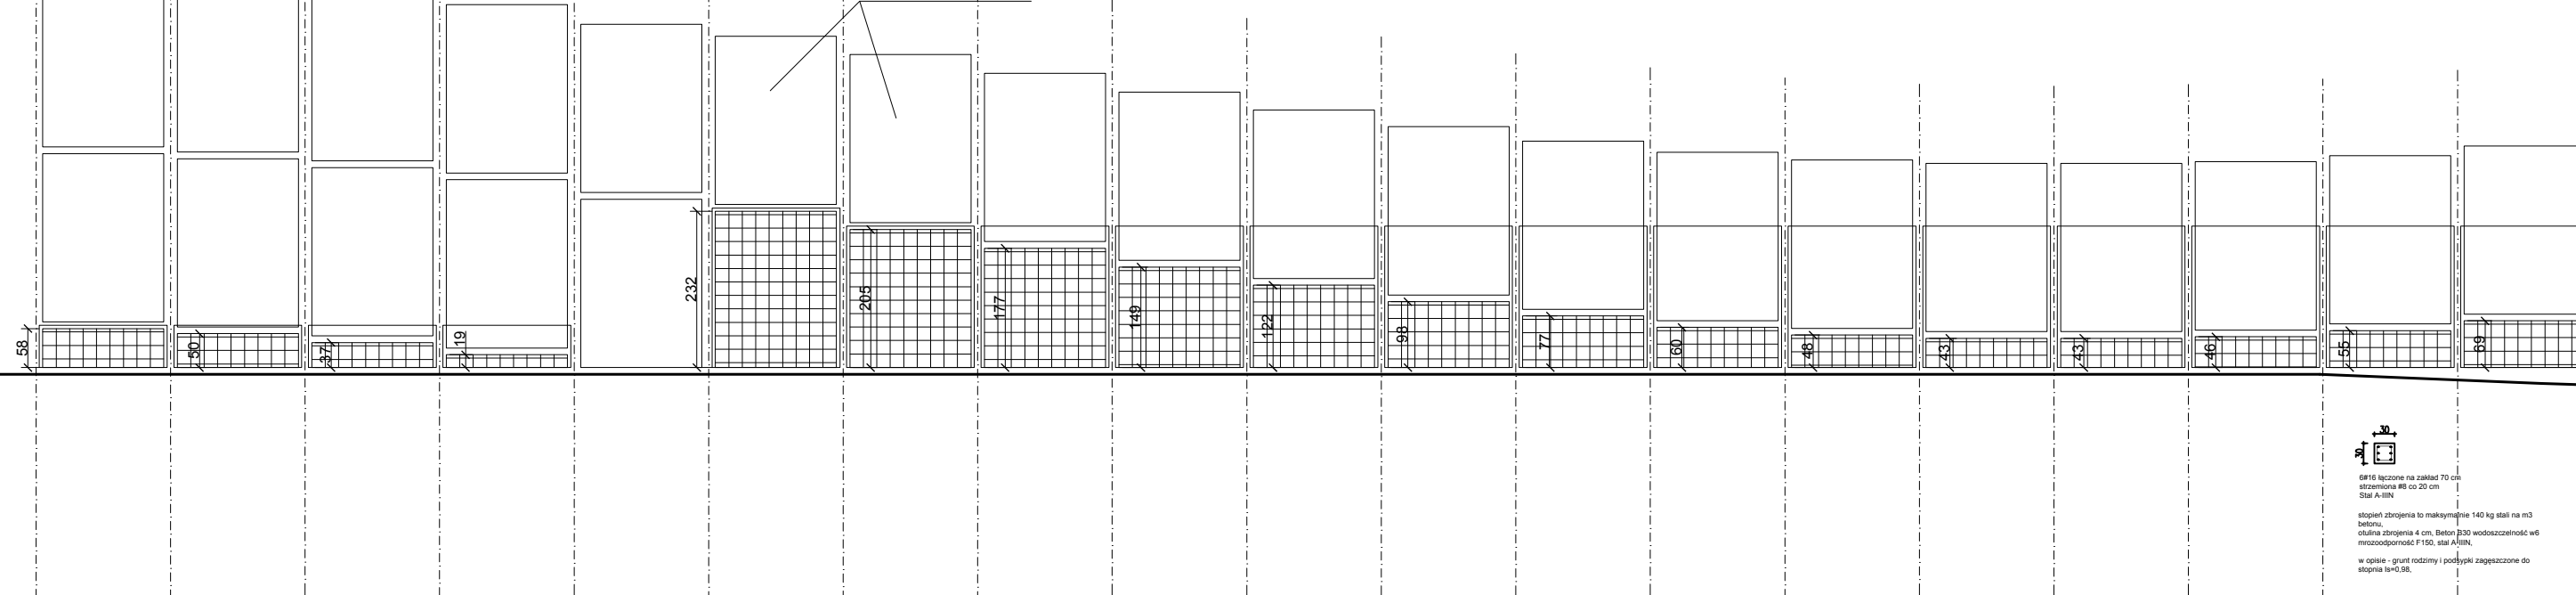 58
50
37
19
232
205
177
149
122
98
77
60
48
43
43
46
55
69
30
30
6#16 łączone na zakład 70 cm
strzemiona #8 co 20 cm
Stal A-IIIN
stopień zbrojenia to maksymalnie 140 kg stali na m3
betonu,
otulina zbrojenia 4 cm, Beton B30 wodoszczelność w6
mrozoodporność F150, stal A-IIIN,
w opisie - grunt rodzimy i podsypki zagęszczone do
stopnia Is=0,98,